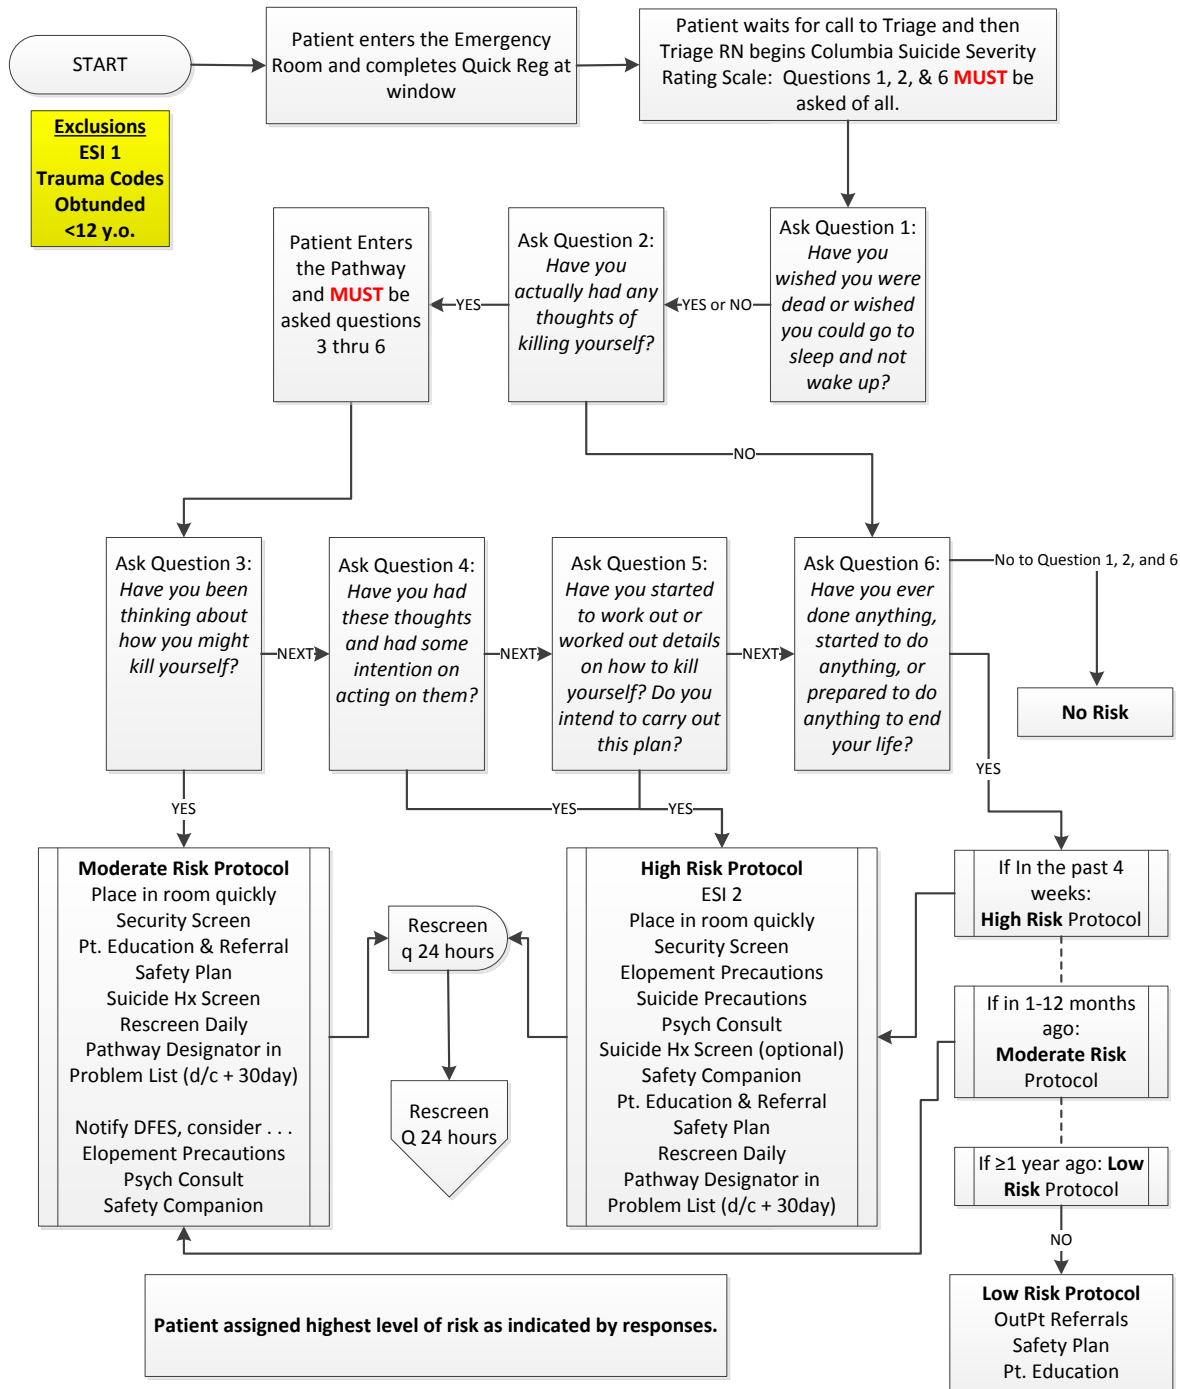 START
Patient enters the Emergency
Room and completes Quick Reg at
window
Patient waits for call to Triage and then
Triage RN begins Columbia Suicide Severity
Rating Scale:  Questions 1, 2, & 6 MUST be
asked of all.
Exclusions
ESI 1
Trauma Codes
Obtunded
<12 y.o.
Patient Enters
the Pathway
and MUST be
asked questions
3 thru 6
YES
Ask Question 2:
Have you
actually had any
thoughts of
killing yourself?
YES or NO
Ask Question 1:
Have you
wished you were
dead or wished
you could go to
sleep and not
wake up?
NO
Ask Question 3:
Have you been
thinking about
how you might
kill yourself?
NEXT
Ask Question 4:
Have you had
these thoughts
and had some
intention on
acting on them?
NEXT
Ask Question 5:
Have you started
to work out or
worked out details
on how to kill
yourself? Do you
intend to carry out
this plan?
NEXT
Ask Question 6:
Have you ever
done anything,
started to do
anything, or
prepared to do
anything to end
your life?
No to Question 1, 2, and 6
No Risk
YES
YES
YES
YES
Moderate Risk Protocol
Place in room quickly
Security Screen
Pt. Education & Referral
Safety Plan
Suicide Hx Screen
Rescreen Daily
Pathway Designator in
Problem List (d/c + 30day)
Notify DFES, consider . . .
Elopement Precautions
Psych Consult
Safety Companion
Rescreen
q 24 hours
Rescreen
Q 24 hours
High Risk Protocol
ESI 2
Place in room quickly
Security Screen
Elopement Precautions
Suicide Precautions
Psych Consult
Suicide Hx Screen (optional)
Safety Companion
Pt. Education & Referral
Safety Plan
Rescreen Daily
Pathway Designator in
Problem List (d/c + 30day)
If In the past 4
weeks:
High Risk Protocol
If in 1-12 months
ago:
Moderate Risk
Protocol
If ≥1 year ago: Low
Risk Protocol
NO
Low Risk Protocol
OutPt Referrals
Safety Plan
Pt. Education
Patient assigned highest level of risk as indicated by responses.